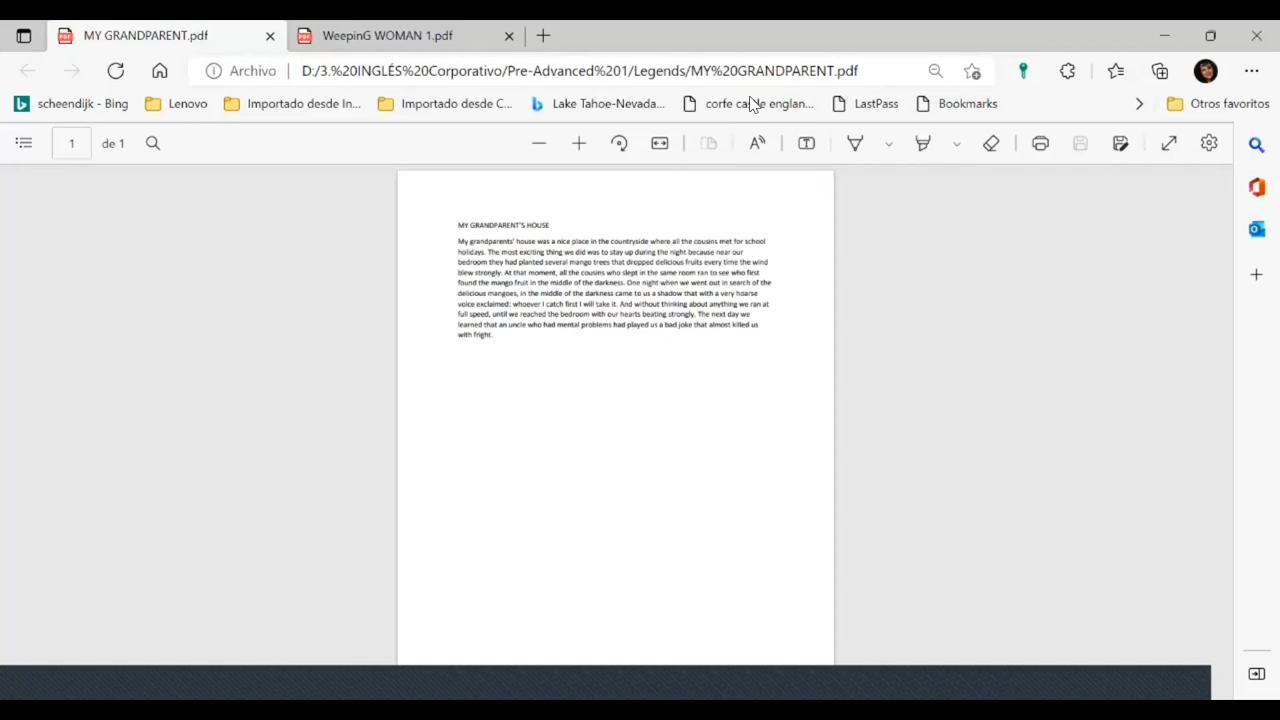 MY GRANDPARENT.pdf
WeepinG WOMAN 1.pdf
Archivo
D:/3.%20INGLÉS%20Corporativo/Pre-Advanced%201/Legends/MY%20GRANDPARENT.pdf
scheendijk - Bing
Lenovo
Importado desde In...
Importado desde C...
Lake Tahoe-Nevada...
corfe castle englan...
LastPass
Bookmarks
Otros favoritos
1
de 1
MY GRANDPARENT'S HOUSE
My grandparents' house was a nice place in the countryside where all the cousins met for school
holidays. The most exciting thing we did was to stay up during the night because near our
bedroom they had planted several mango trees that dropped delicious fruits every time the wind
blew strongly. At that moment, all the cousins who slept in the same room ran to see who first
found the mango fruit in the middle of the darkness. One night when we went out in search of the
delicious mangoes, in the middle of the darkness came to us a shadow that with a very hoarse
voice exclaimed: whoever I catch first I will take it. And without thinking about anything we ran at
full speed, until we reached the bedroom with our hearts beating strongly. The next day we
learned that an uncle who had mental problems had played us a bad joke that almost killed us
with fright.